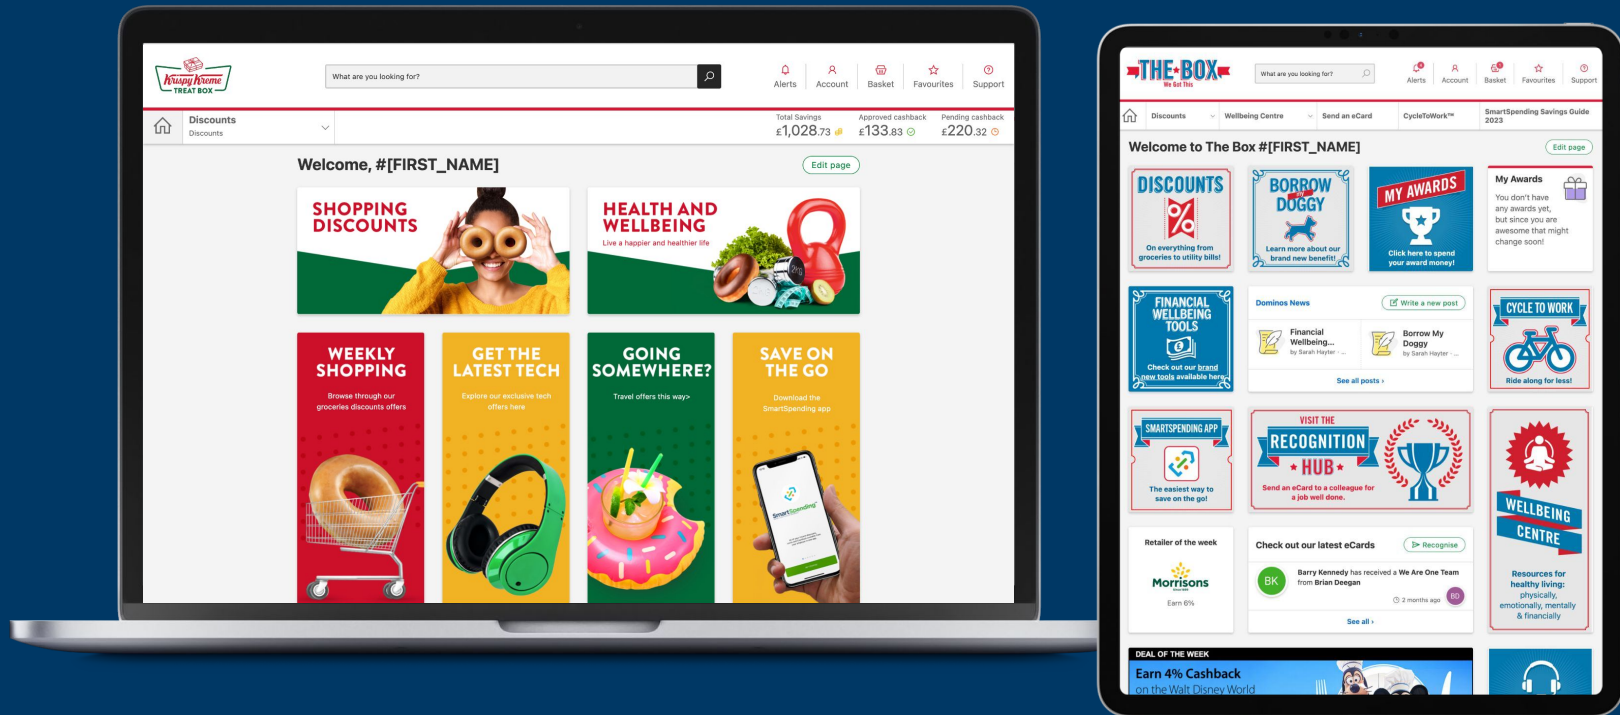 Krispy Kreme
TREAT BOX
What are you looking for?
Alerts
Account
Basket
Favourites
Support
Discounts
Discounts
Total Savings
£1,028.73
Approved cashback
£133.83
Pending cashback
£220.32
Welcome, #[FIRST_NAME]
Edit page
SHOPPING
DISCOUNTS
HEALTH AND
WELLBEING
Live a happier and healthier life
2KG
WEEKLY
SHOPPING
Browse through our
groceries discounts offers
GET THE
LATEST TECH
Explore our exclusive tech
offers here
GOING
SOMEWHERE?
Travel offers this way>
SAVE ON
THE GO
Download the
SmartSpending app
SmartSpending
THE BOX
We Got This
What are you looking for?
Alerts
Account
Basket
Favourites
Support
Discounts
Wellbeing Centre
Send an eCard
CycleToWork™
SmartSpending Savings Guide
2023
Welcome to The Box #[FIRST_NAME]
Edit page
DISCOUNTS
%
On everything from
groceries to utility bills!
BORROW
MY
DOGGY
Learn more about our
brand new benefit!
MY AWARDS
Click here to spend
your award money!
My Awards
You don't have
any awards yet,
but since you are
awesome that might
change soon!
FINANCIAL
WELLBEING
TOOLS
£
Check out our brand
new tools available here
Dominos News
Write a new post
Financial
Wellbeing...
by Sarah Hayter - ...
Borrow My
Doggy
by Sarah Hayter - ...
See all posts ›
CYCLE TO WORK
Ride along for less!
SMARTSPENDING APP
The easiest way to
save on the go!
VISIT THE
RECOGNITION
HUB
Send an eCard to a colleague for
a job well done.
WELLBEING
CENTRE
Resources for
healthy living:
physically,
emotionally, mentally
& financially
Retailer of the week
Morrisons
Since 1899
Earn 6%
Check out our latest eCards
Recognise
BK
Barry Kennedy has received a We Are One Team
from Brian Deegan
2 months ago
BD
See all ›
DEAL OF THE WEEK
Earn 4% Cashback
on the Walt Disney World